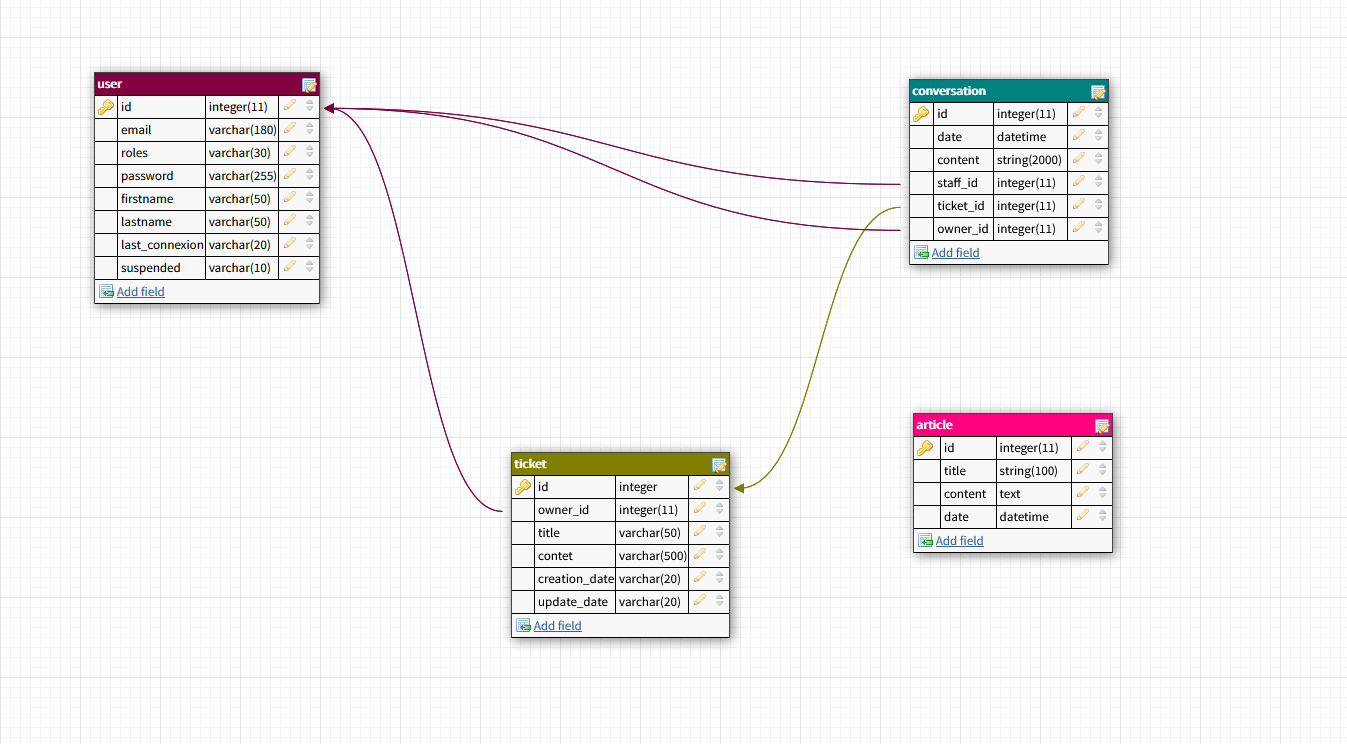 user
id integer(11)
email varchar(180)
roles varchar(30)
password varchar(255)
firstname varchar(50)
lastname varchar(50)
last_connexion varchar(20)
suspended varchar(10)
Add field
conversation
id integer(11)
date datetime
content string(2000)
staff_id integer(11)
ticket_id integer(11)
owner_id integer(11)
Add field
ticket
id integer
owner_id integer(11)
title varchar(50)
contet varchar(500)
creation_date varchar(20)
update_date varchar(20)
Add field
article
id integer(11)
title string(100)
content text
date datetime
Add field